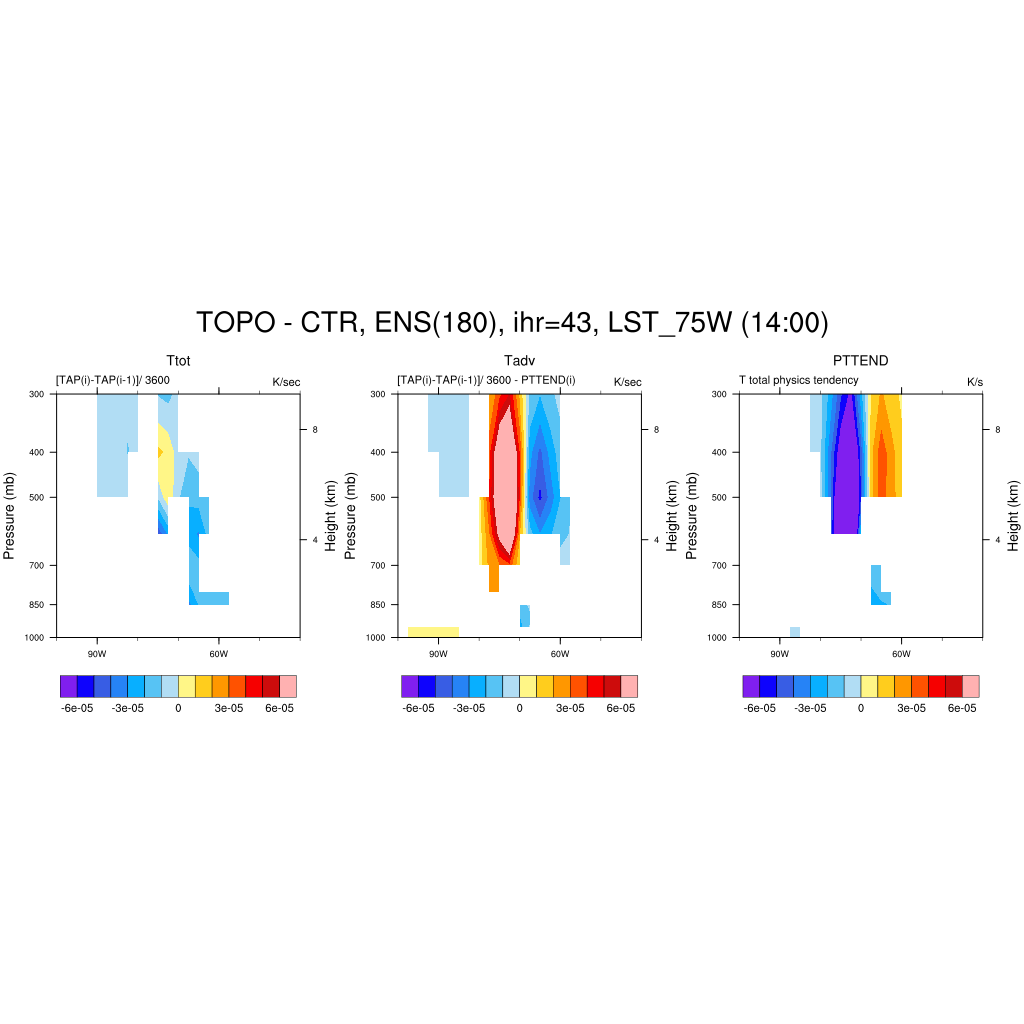 TOPO - CTR, ENS(180), ihr=43, LST_75W (14:00)
Ttot
[TAP(i)-TAP(i-1)]/ 3600 K/sec
300
400
500
700
850
1000
Pressure (mb)
8
4
Height (km)
90W 60W
-6e-05 -3e-05 0 3e-05 6e-05
Tadv
[TAP(i)-TAP(i-1)]/ 3600 - PTTEND(i) K/sec
300
400
500
700
850
1000
Pressure (mb)
8
4
Height (km)
90W 60W
-6e-05 -3e-05 0 3e-05 6e-05
PTTEND
T total physics tendency K/s
300
400
500
700
850
1000
Pressure (mb)
8
4
Height (km)
90W 60W
-6e-05 -3e-05 0 3e-05 6e-05